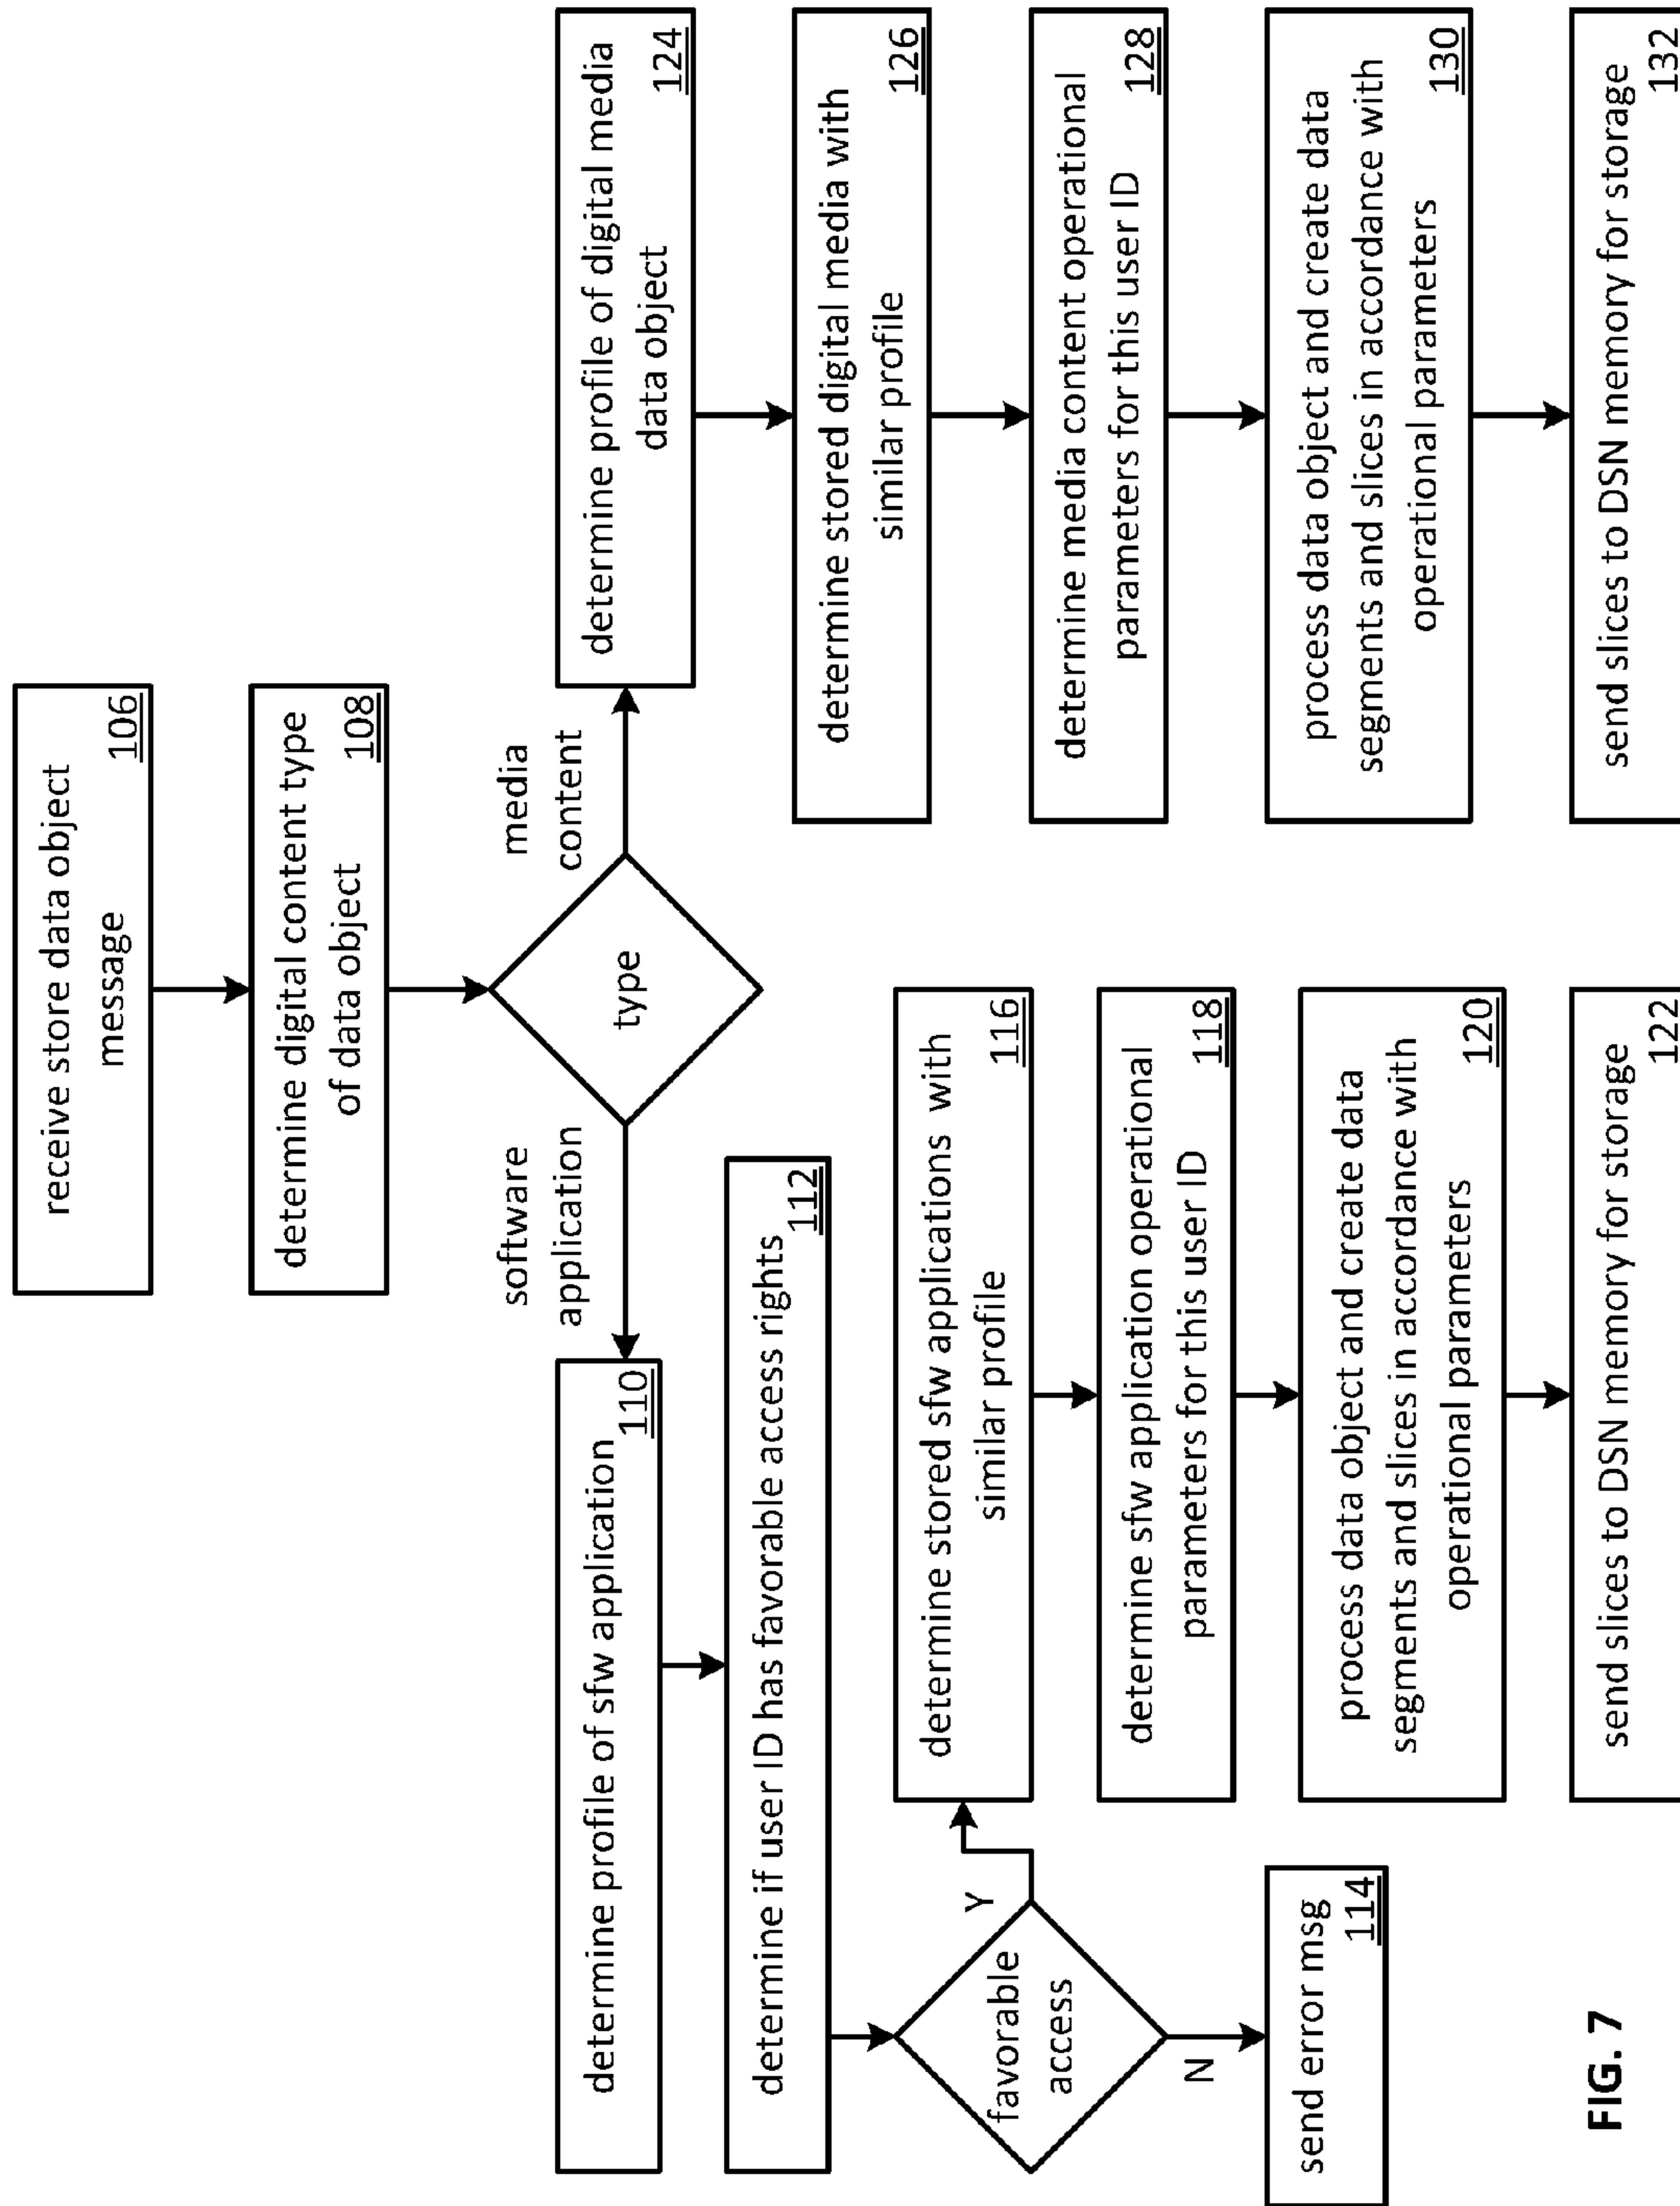 receive store data object
message
106
determine digital content type
of data object
108
type
software
application
media
content
determine profile of sfw application
110
determine if user ID has favorable access rights
112
favorable
access
Y
N
send error msg
114
determine stored sfw applications with
similar profile
116
determine sfw application operational
parameters for this user ID
118
process data object and create data
segments and slices in accordance with
operational parameters
120
send slices to DSN memory for storage
122
determine profile of digital media
data object
124
determine stored digital media with
similar profile
126
determine media content operational
parameters for this user ID
128
process data object and create data
segments and slices in accordance with
operational parameters
130
send slices to DSN memory for storage
132
FIG. 7